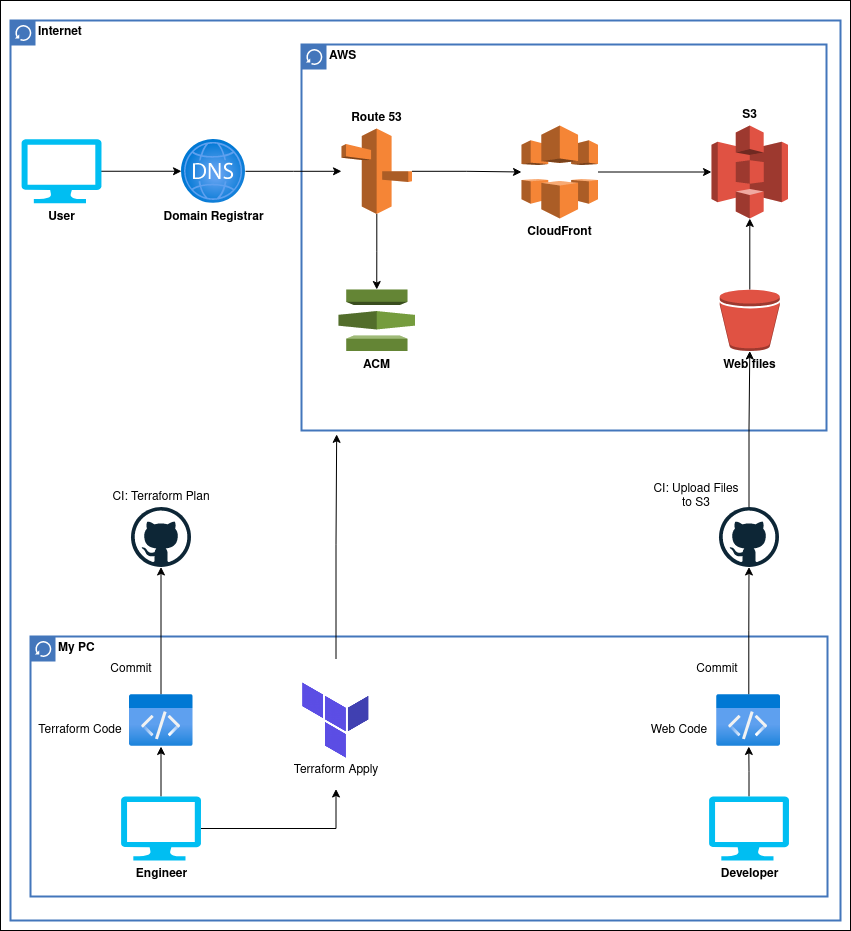 Internet
AWS
Route 53
S3
DNS
User
Domain Registrar
CloudFront
ACM
Web files
CI: Terraform Plan
CI: Upload Files
to S3
My PC
Commit
Commit
Terraform Code
Web Code
Terraform Apply
Engineer
Developer